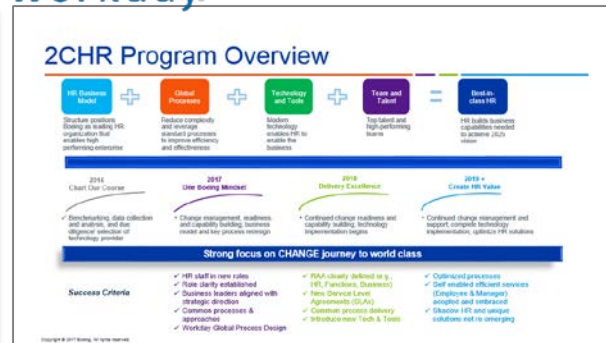 workday
2CHR Program Overview
HR Business Model
Global Processes
Technology and Tools
Team and Talent
Best-in-class HR
Structure positions
Boeing as leading HR
organization that
enables high
performing enterprise
Reduce complexity
and leverage
standard processes
to improve efficiency
and effectiveness
Modern
technology
enables HR to
enable the
business
Top talent and
high-performing
teams
HR builds business
capabilities needed
to achieve 2025
vision
2016
Chart Our Course
2017
One Boeing Mindset
2018
Delivery Excellence
2019 +
Create HR Value
✓ Benchmarking, data collection
and analysis, and due
diligence/ selection of
technology provider
• Change management, readiness
and capability building, business
model and key process redesign
• Continued change readiness and
capability building, technology
implementation begins
• Continued change management and
support, complete technology
implementation, optimize HR solutions
Strong focus on CHANGE journey to world class
Success Criteria
✓ HR staff in new roles
✓ Role clarity established
✓ Business leaders aligned with
strategic direction
✓ Common processes &
approaches
✓ Workday Global Process Design
✓ RAA clearly defined (e.g.,
HR, Functions, Business)
✓ New Service Level
Agreements (SLAs)
✓ Common process delivery
✓ Introduce new Tech & Tools
✓ Optimized processes
✓ Self enabled efficient services
(Employee & Manager)
adopted and embraced
✓ Shadow HR and unique
solutions not re-emerging
Copyright © 2017 Boeing. All rights reserved.